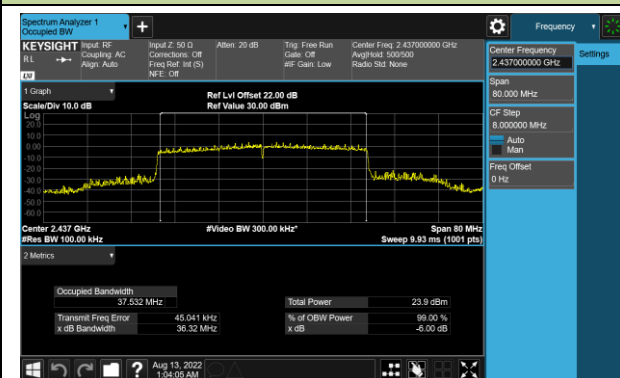 Spectrum Analyzer 1
Occupied BW
+
KEYSIGHT
RL
LXI
Input: RF
Coupling: AC
Align: Auto
Input Z: 50 Ω
Corrections: Off
Freq Ref: Int (S)
NFE: Off
Atten: 20 dB
Trig: Free Run
Gate: Off
#IF Gain: Low
Center Freq: 2.437000000 GHz
Avg|Hold: 500/500
Radio Std: None
1 Graph
Scale/Div 10.0 dB
Ref Lvl Offset 22.00 dB
Ref Value 30.00 dBm
Log
20.0
10.0
0.00
-10.0
-20.0
-30.0
-40.0
-50.0
-60.0
Center 2.437 GHz
#Res BW 100.00 kHz
#Video BW 300.00 kHz*
Span 80 MHz
Sweep 9.93 ms (1001 pts)
2 Metrics
Occupied Bandwidth
37.532 MHz
Total Power 23.9 dBm
Transmit Freq Error 45.041 kHz
% of OBW Power 99.00 %
x dB Bandwidth 36.32 MHz
x dB -6.00 dB
?
Aug 13, 2022
1:04:05 AM
Frequency
Settings
Center Frequency
2.437000000 GHz
Span
80.000 MHz
CF Step
8.000000 MHz
Auto
Man
Freq Offset
0 Hz